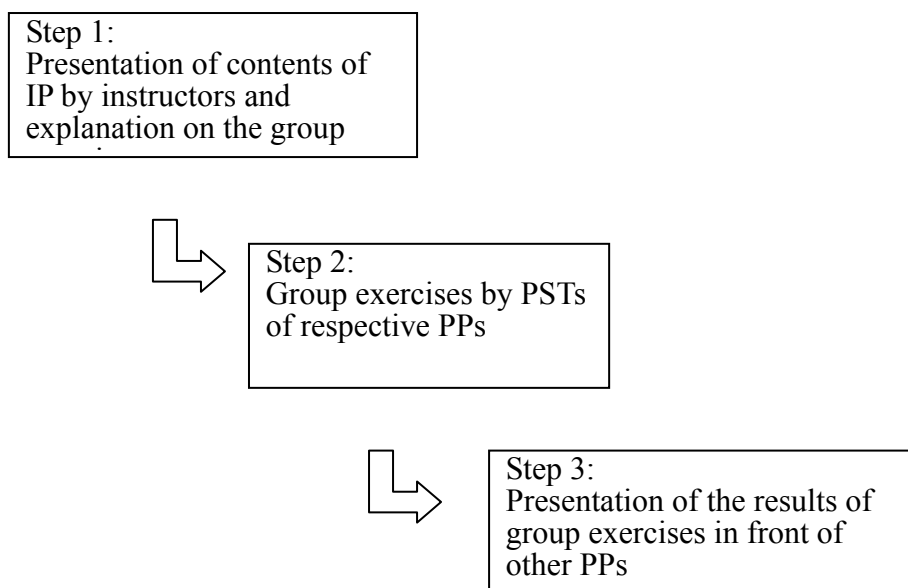 Step 1:
Presentation of contents of
IP by instructors and
explanation on the group
Step 2:
Group exercises by PSTs
of respective PPs
Step 3:
Presentation of the results of
group exercises in front of
other PPs